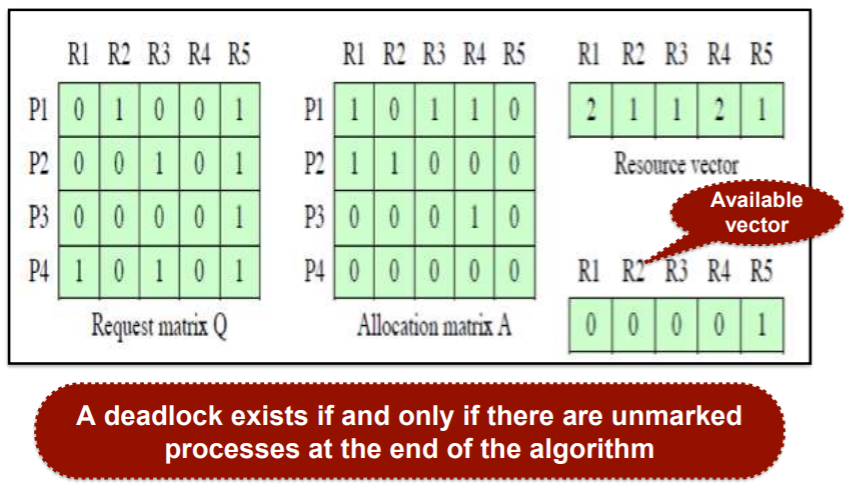 R1 R2 R3 R4 R5
P1 0 1 0 0 1
P2 0 0 1 0 1
P3 0 0 0 0 1
P4 1 0 1 0 1
Request matrix Q
R1 R2 R3 R4 R5
P1 1 0 1 1 0
P2 1 1 0 0 0
P3 0 0 0 1 0
P4 0 0 0 0 0
Allocation matrix A
R1 R2 R3 R4 R5
2 1 1 2 1
Resource vector
Available
vector
R1 R2 R3 R4 R5
0 0 0 0 1
A deadlock exists if and only if there are unmarked
processes at the end of the algorithm